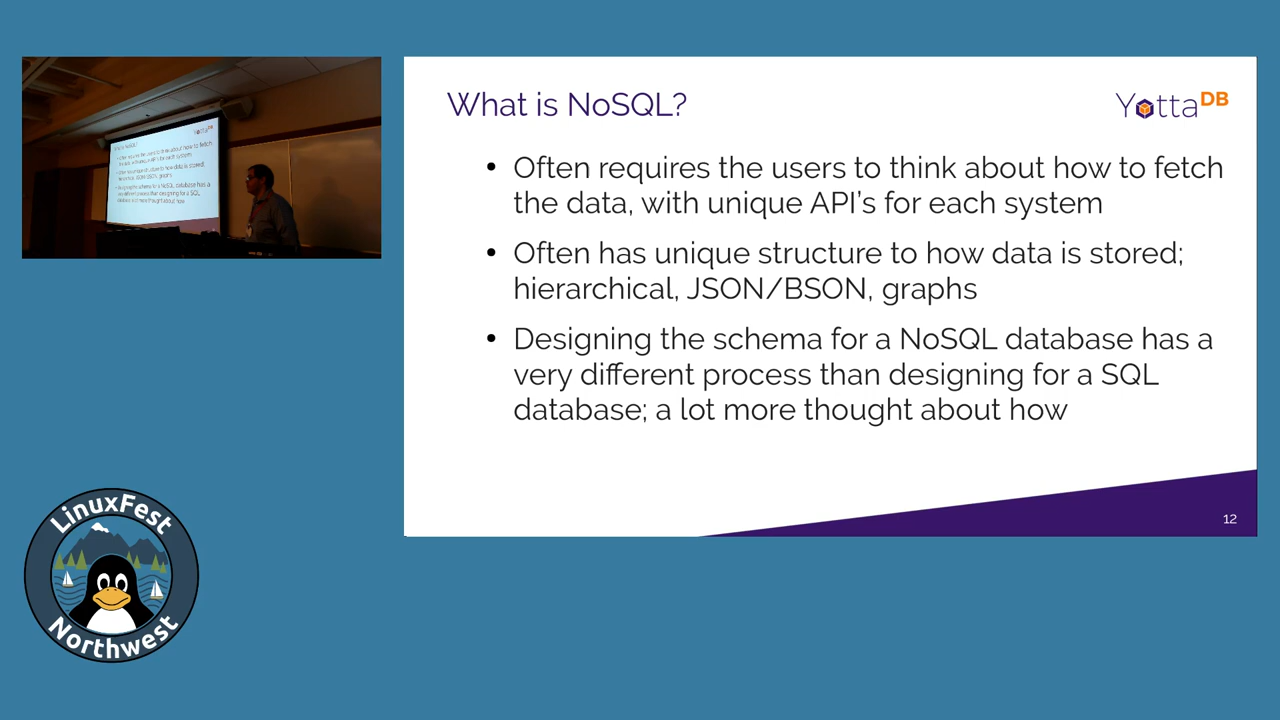 What is NoSQL?
YottaDB
• Often requires the users to think about how to fetch
the data, with unique API's for each system
• Often has unique structure to how data is stored;
hierarchical, JSON/BSON, graphs
• Designing the schema for a NoSQL database has a
very different process than designing for a SQL
database; a lot more thought about how
12
LinuxFest
Northwest